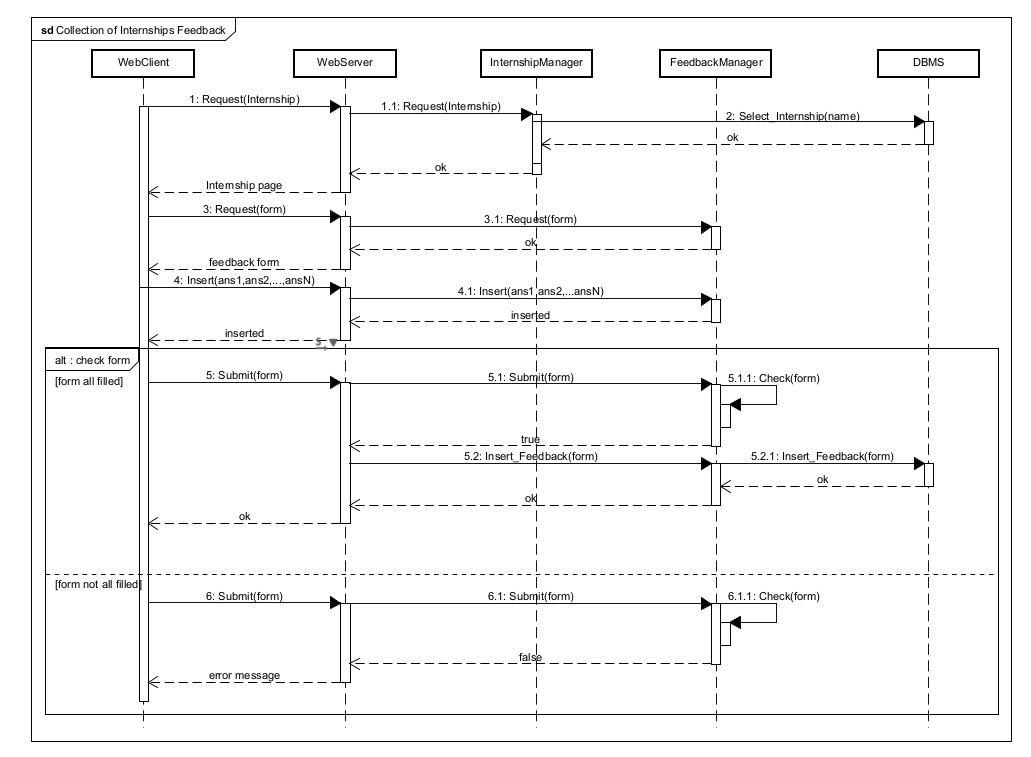 sd Collection of Internships Feedback
WebClient
WebServer
InternshipManager
FeedbackManager
DBMS
1: Request(Internship)
1.1: Request(Internship)
2: Select_Internship(name)
ok
ok
Internship page
3: Request(form)
3.1: Request(form)
ok
feedback form
4: Insert(ans1,ans2,...,ansN)
4.1: Insert(ans1,ans2,...ansN)
inserted
inserted
alt : check form
[form all filled]
5: Submit(form)
5.1: Submit(form)
5.1.1: Check(form)
true
5.2: Insert_Feedback(form)
5.2.1: Insert_Feedback(form)
ok
ok
ok
[form not all filled]
6: Submit(form)
6.1: Submit(form)
6.1.1: Check(form)
false
error message